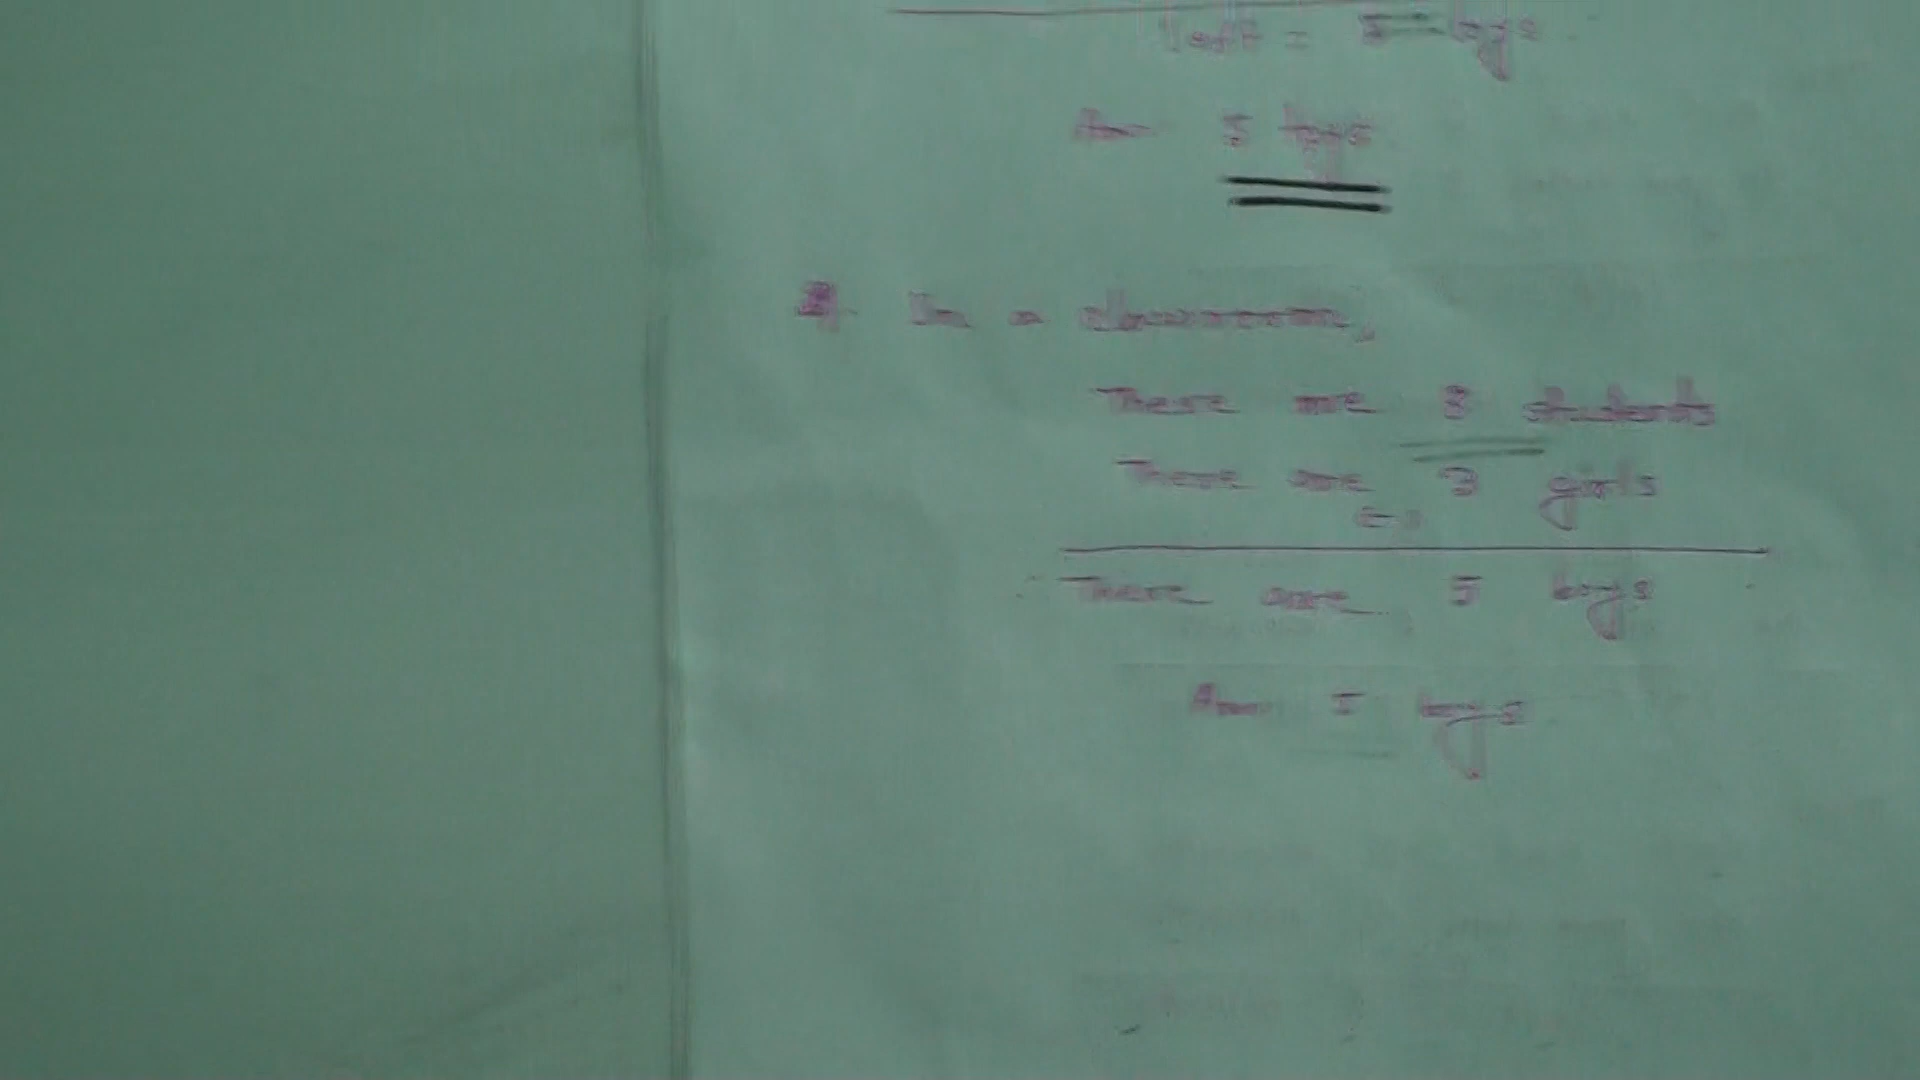 left = 5 boys
Ans 5 boys
2. In a classroom,
There are 8 students
There are 3 girls
(-)
There are 5 boys
Ans 5 boys